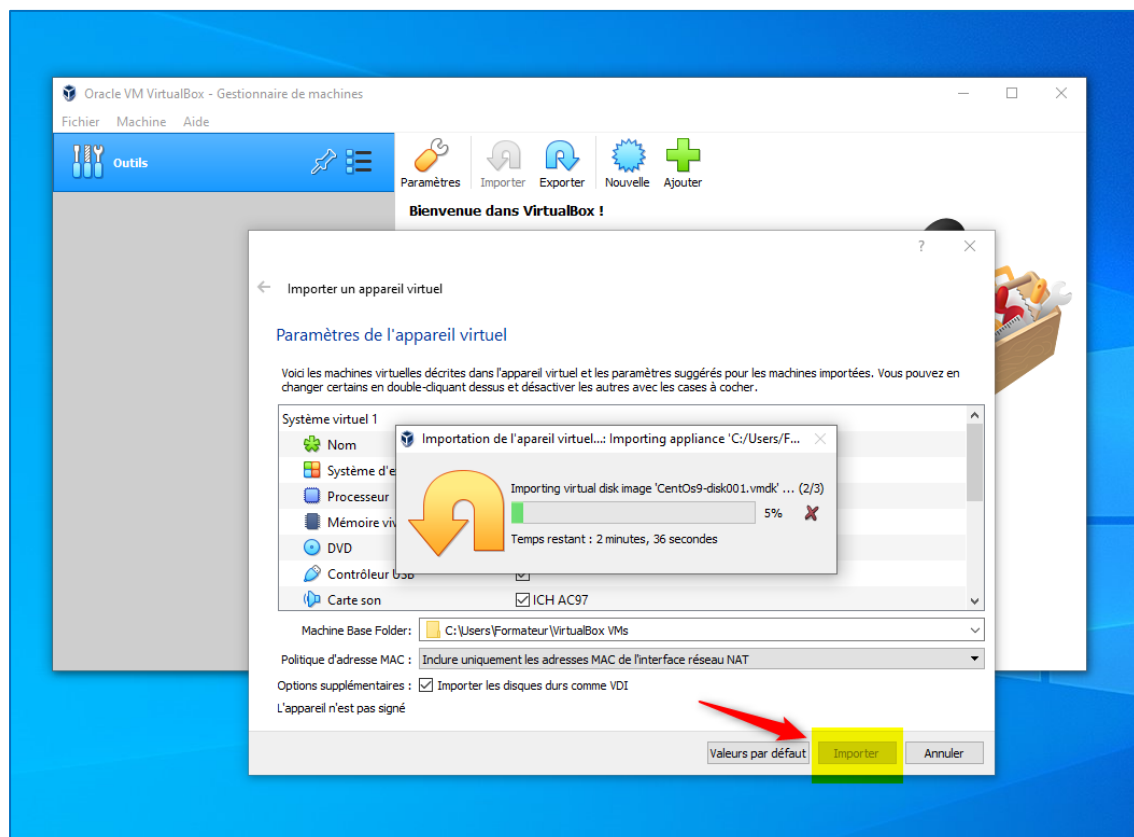 Oracle VM VirtualBox - Gestionnaire de machines
Fichier Machine Aide
Outils
Paramètres Importer Exporter Nouvelle Ajouter
Bienvenue dans VirtualBox !
?
Importer un appareil virtuel
Paramètres de l'appareil virtuel
Voici les machines virtuelles décrites dans l'appareil virtuel et les paramètres suggérés pour les machines importées. Vous pouvez en
changer certains en double-cliquant dessus et désactiver les autres avec les cases à cocher.
Système virtuel 1
Nom
Système d'e
Processeur
Mémoire viv
DVD
Contrôleur USB
Carte son ICH AC97
Importation de l'apareil virtuel...: Importing appliance 'C:/Users/F...
Importing virtual disk image 'CentOs9-disk001.vmdk' ... (2/3)
5%
Temps restant : 2 minutes, 36 secondes
Machine Base Folder: C:\Users\Formateur\VirtualBox VMs
Politique d'adresse MAC : Inclure uniquement les adresses MAC de l'interface réseau NAT
Options supplémentaires : Importer les disques durs comme VDI
L'appareil n'est pas signé
Valeurs par défaut Importer Annuler